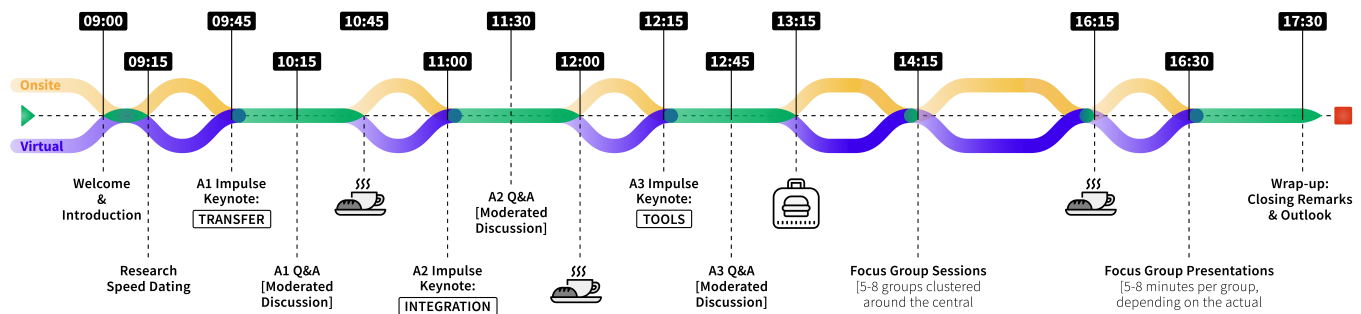 09:00
09:45
10:45
11:30
12:15
13:15
16:15
17:30
09:15
10:15
11:00
12:00
12:45
14:15
16:30
Onsite
Virtual
Welcome
&
Introduction
A1 Impulse
Keynote:
TRANSFER
A2 Q&A
[Moderated
Discussion]
A3 Impulse
Keynote:
TOOLS
Wrap-up:
Closing Remarks
& Outlook
Research
Speed Dating
A1 Q&A
[Moderated
Discussion]
A2 Impulse
Keynote:
INTEGRATION
A3 Q&A
[Moderated
Discussion]
Focus Group Sessions
[5-8 groups clustered
around the central
Focus Group Presentations
[5-8 minutes per group,
depending on the actual